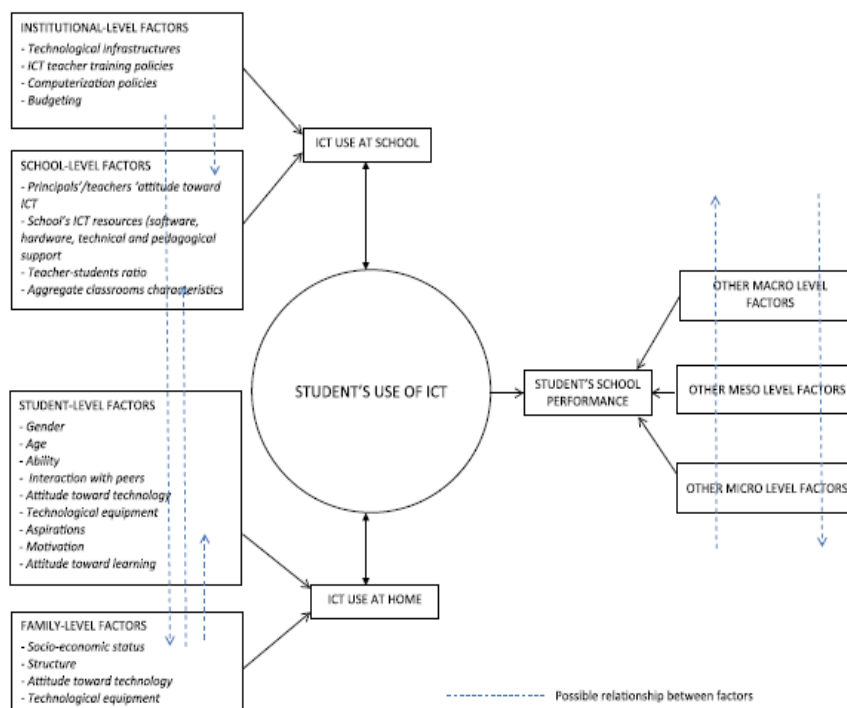 INSTITUTIONAL-LEVEL FACTORS
- Technological infrastructures
- ICT teacher training policies
- Computerization policies
- Budgeting
ICT USE AT SCHOOL
SCHOOL-LEVEL FACTORS
- Principals'/teachers 'attitude toward
ICT
- School's ICT resources (software,
hardware, technical and pedagogical
support
- Teacher-students ratio
- Aggregate classrooms characteristics
OTHER MACRO LEVEL
FACTORS
STUDENT'S USE OF ICT
STUDENT'S SCHOOL
PERFORMANCE
OTHER MESO LEVEL FACTORS
OTHER MICRO LEVEL FACTORS
STUDENT-LEVEL FACTORS
- Gender
- Age
- Ability
- Interaction with peers
- Attitude toward technology
- Technological equipment
- Aspirations
- Motivation
- Attitude toward learning
ICT USE AT HOME
FAMILY-LEVEL FACTORS
- Socio-economic status
- Structure
- Attitude toward technology
- Technological equipment
Possible relationship between factors